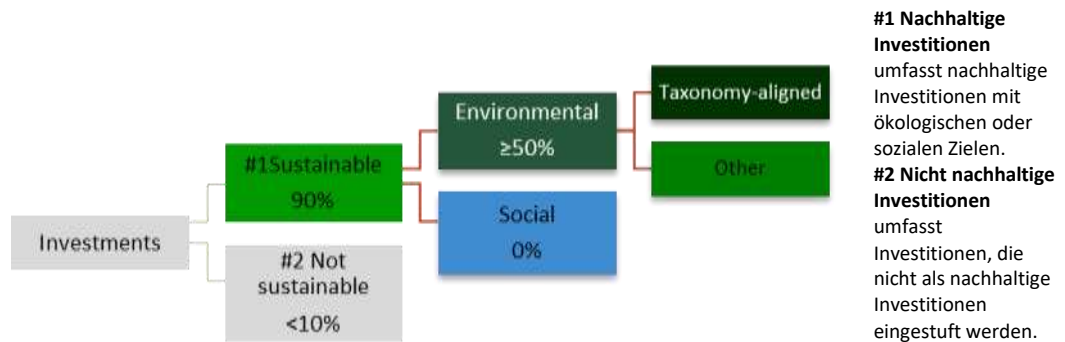 Investments
#1Sustainable
90%
#2 Not
sustainable
<10%
Environmental
≥50%
Social
0%
Taxonomy-aligned
Other
#1 Nachhaltige
Investitionen
umfasst nachhaltige
Investitionen mit
ökologischen oder
sozialen Zielen.
#2 Nicht nachhaltige
Investitionen
umfasst
Investitionen, die
nicht als nachhaltige
Investitionen
eingestuft werden.